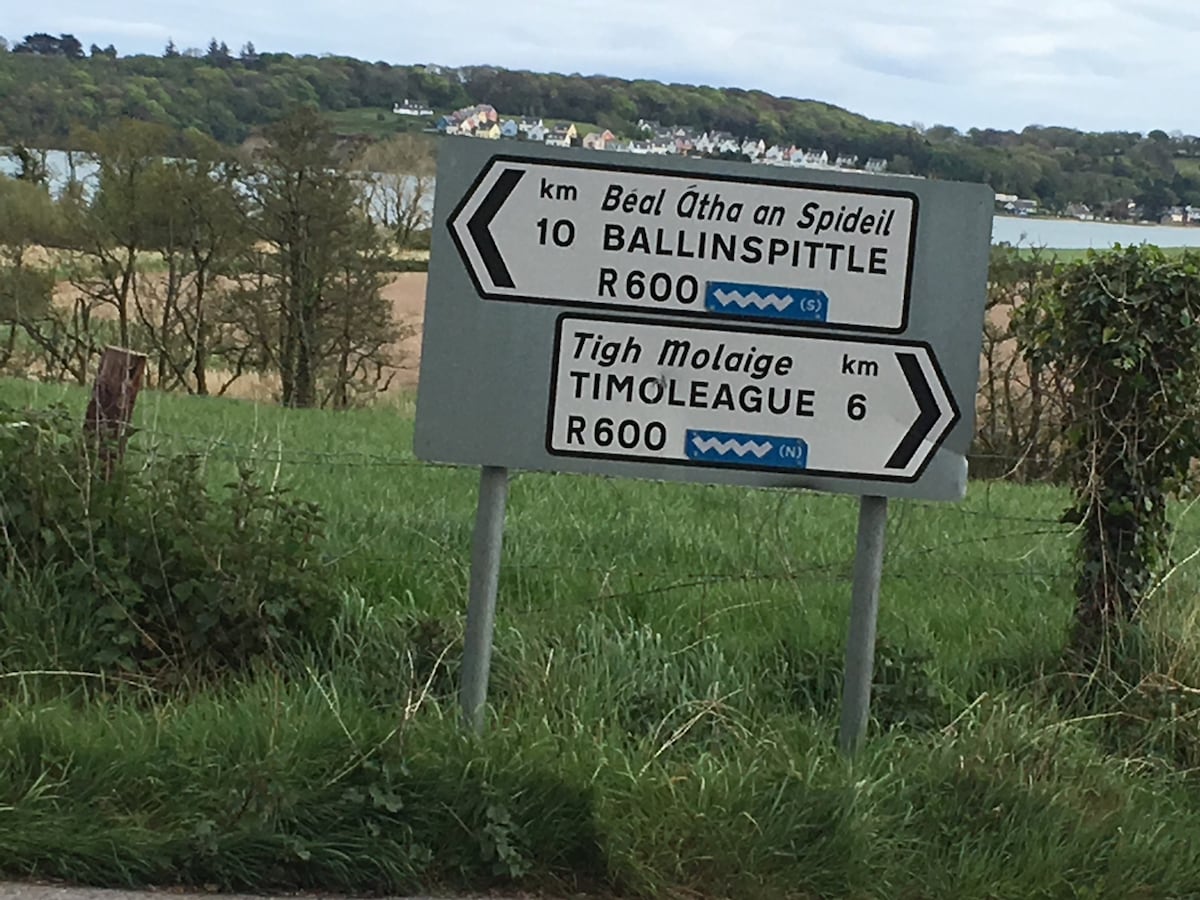 km Béal Átha an Spideil
10 BALLINSPITTLE
R600 (S)
Tigh Molaige km
TIMOLEAGUE 6
R600 (N)